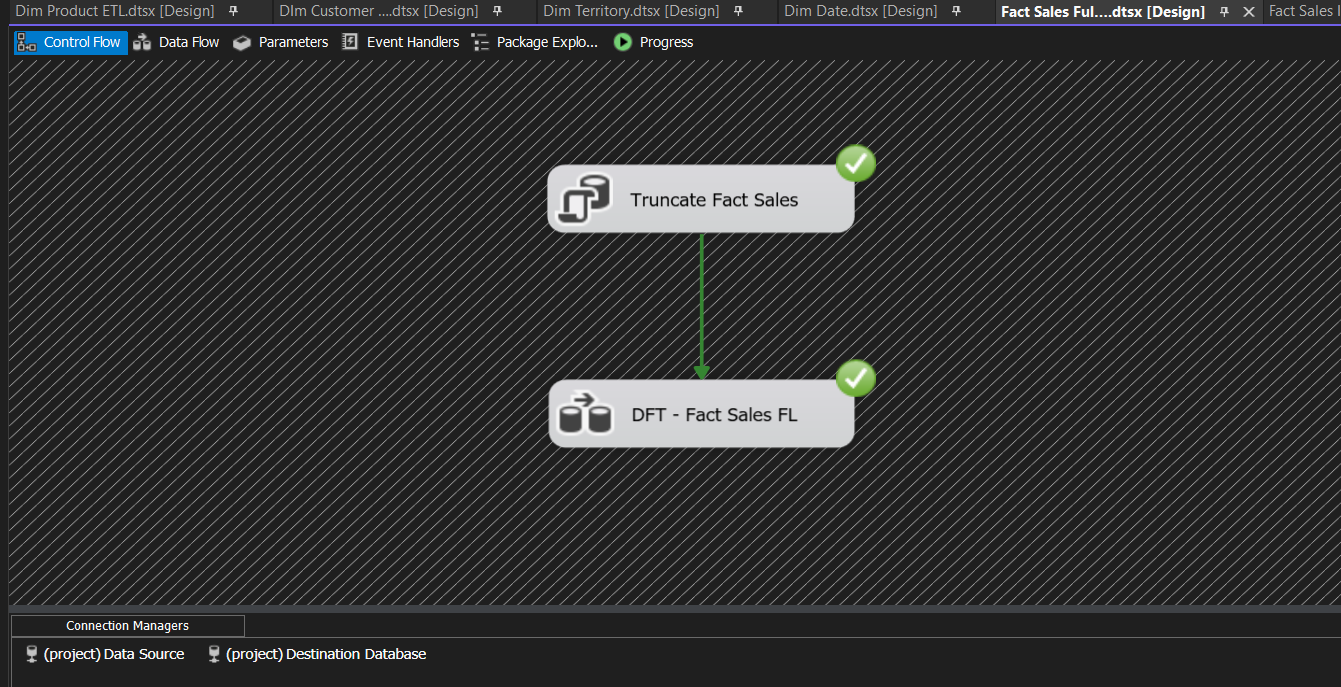 Dim Product ETL.dtsx [Design] DIm Customer ....dtsx [Design] Dim Territory.dtsx [Design] Dim Date.dtsx [Design] Fact Sales Ful....dtsx [Design] Fact Sales
Control Flow Data Flow Parameters Event Handlers Package Explo... Progress
Truncate Fact Sales
DFT - Fact Sales FL
Connection Managers
(project) Data Source (project) Destination Database